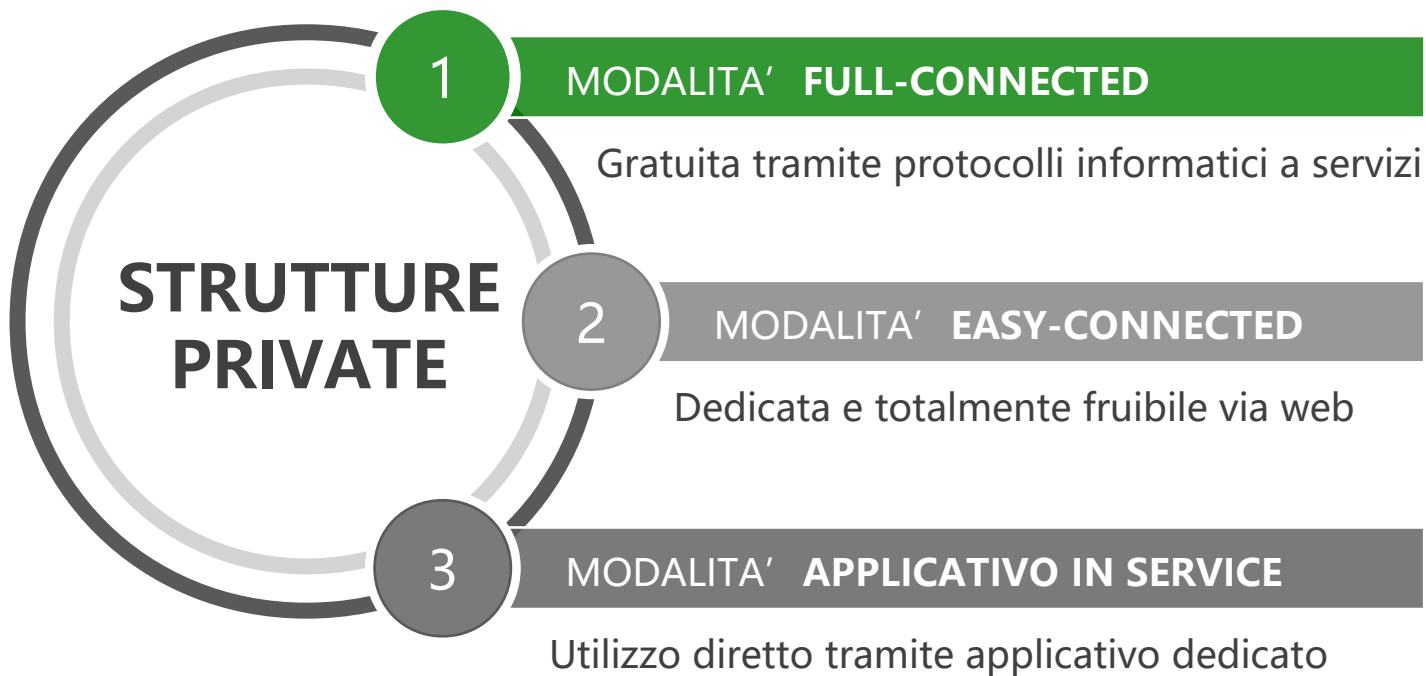 STRUTTURE
PRIVATE
1
MODALITA’ FULL-CONNECTED
Gratuita tramite protocolli informatici a servizi
2
MODALITA’ EASY-CONNECTED
Dedicata e totalmente fruibile via web
3
MODALITA’ APPLICATIVO IN SERVICE
Utilizzo diretto tramite applicativo dedicato